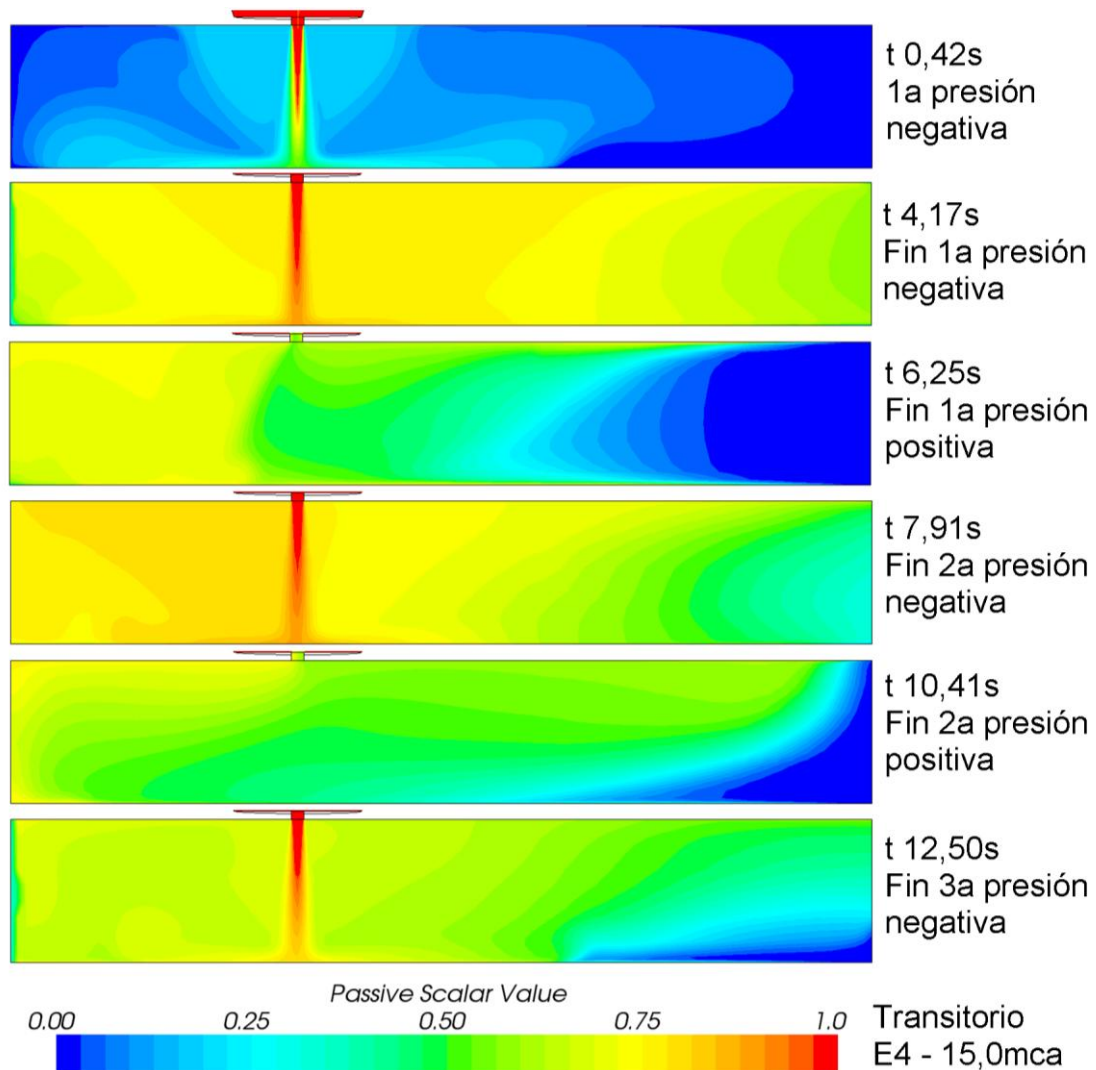 t 0,42s
1a presión
negativa
t 4,17s
Fin 1a presión
negativa
t 6,25s
Fin 1a presión
positiva
t 7,91s
Fin 2a presión
negativa
t 10,41s
Fin 2a presión
positiva
t 12,50s
Fin 3a presión
negativa
Passive Scalar Value
0.00 0.25 0.50 0.75 1.0
Transitorio
E4 - 15,0mca